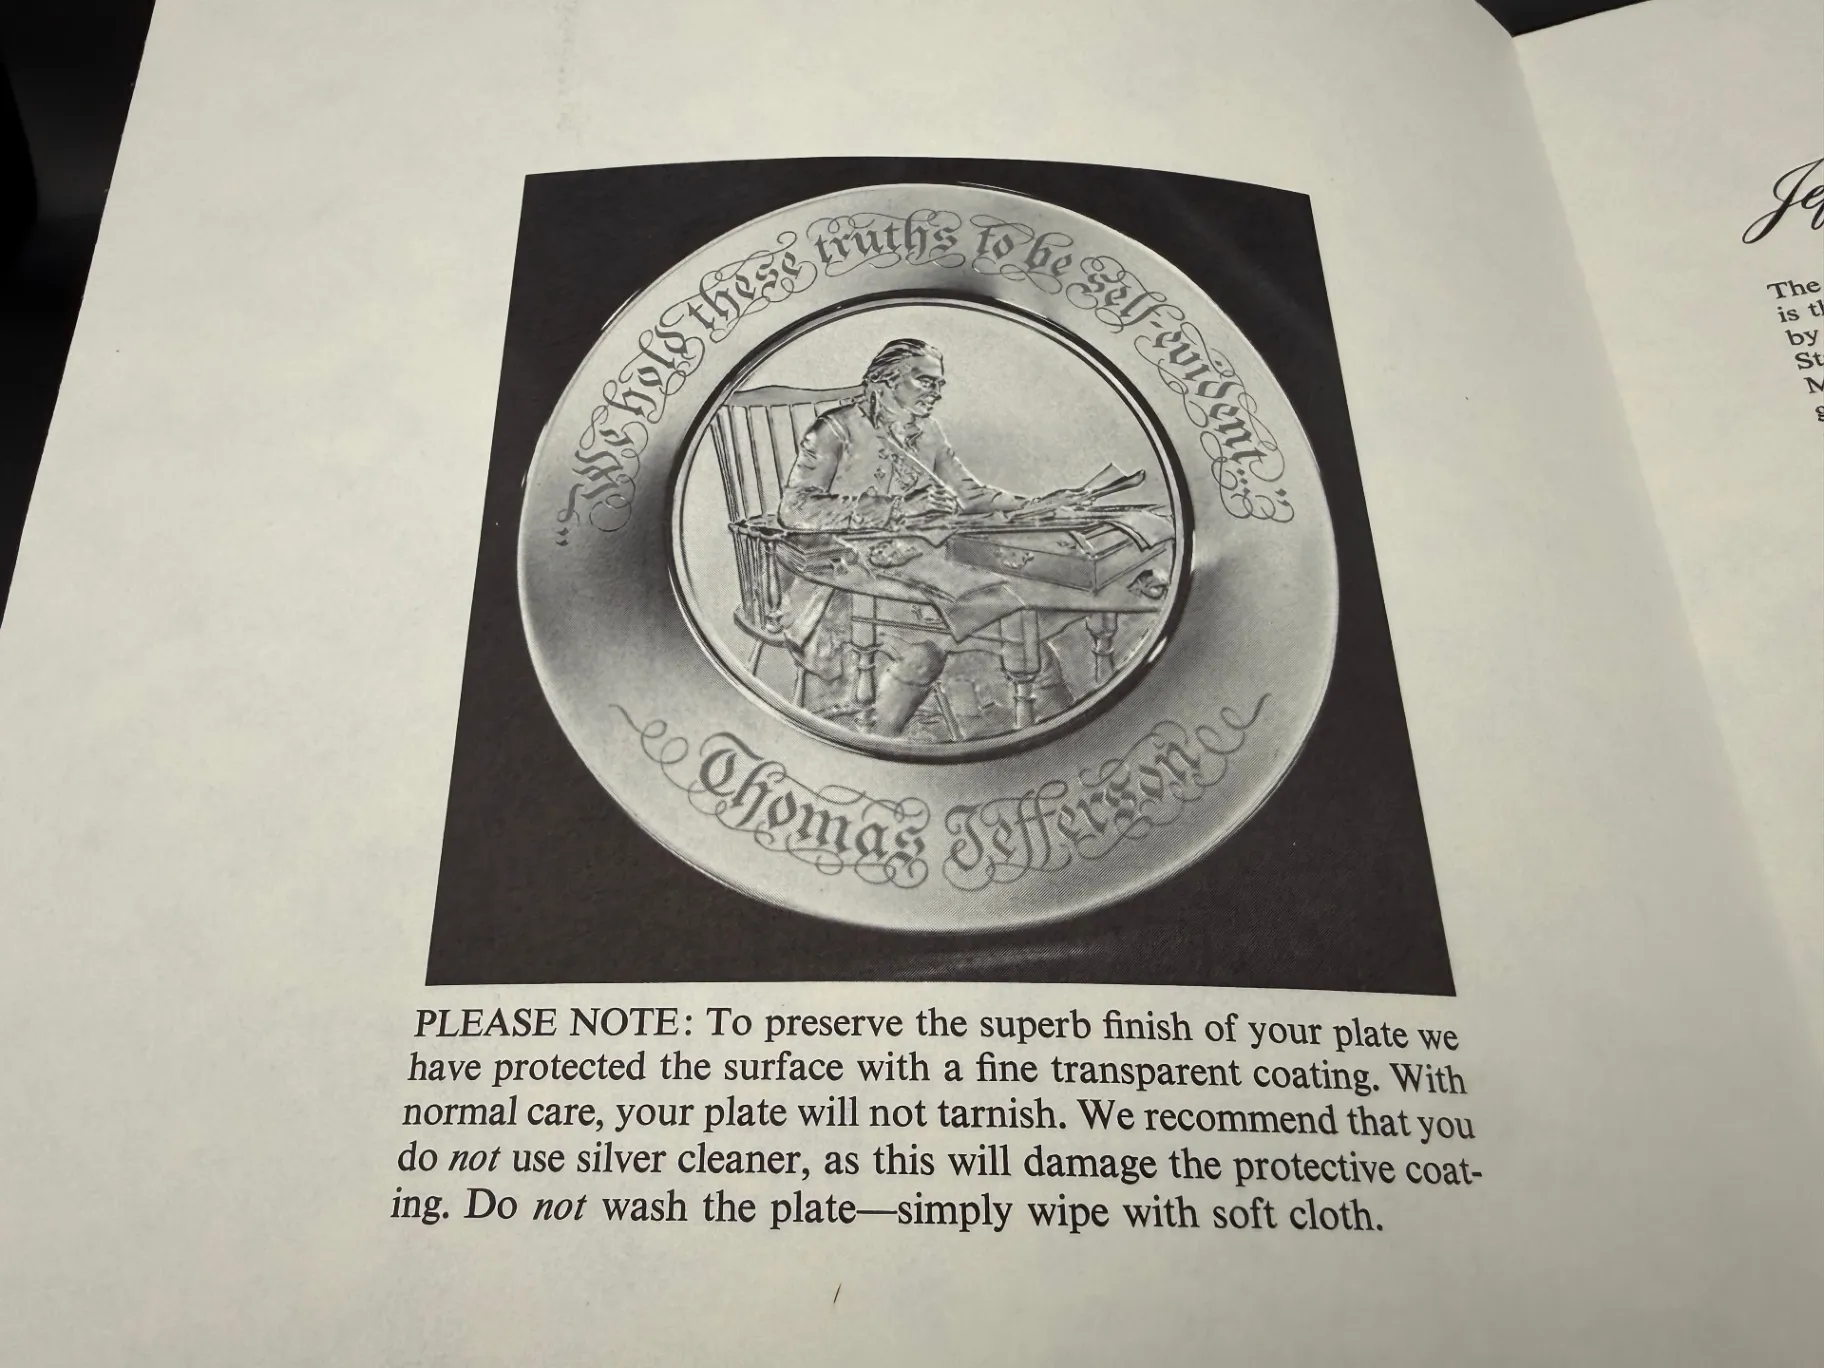 “We hold these truths to be self-evident...”
Thomas Jefferson
PLEASE NOTE: To preserve the superb finish of your plate we
have protected the surface with a fine transparent coating. With
normal care, your plate will not tarnish. We recommend that you
do not use silver cleaner, as this will damage the protective coat-
ing. Do not wash the plate—simply wipe with soft cloth.
The
is
by